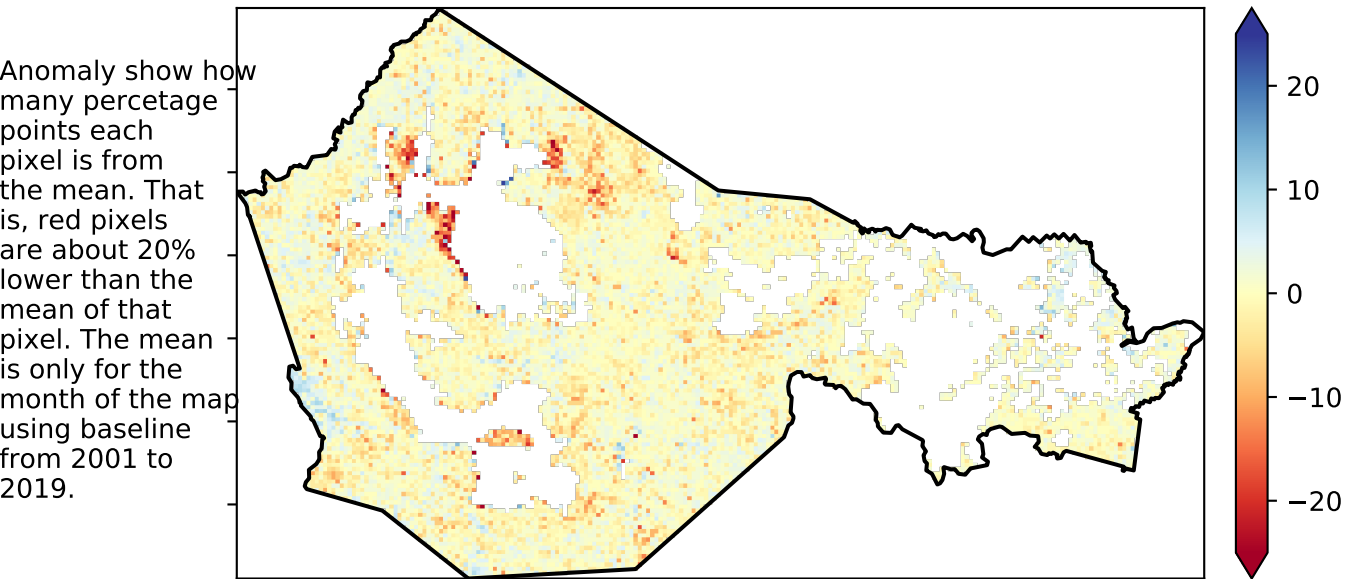 Anomaly show how
many percetage
points each
pixel is from
the mean. That
is, red pixels
are about 20%
lower than the
mean of that
pixel. The mean
is only for the
month of the map
using baseline
from 2001 to
2019.
20
10
0
−10
−20